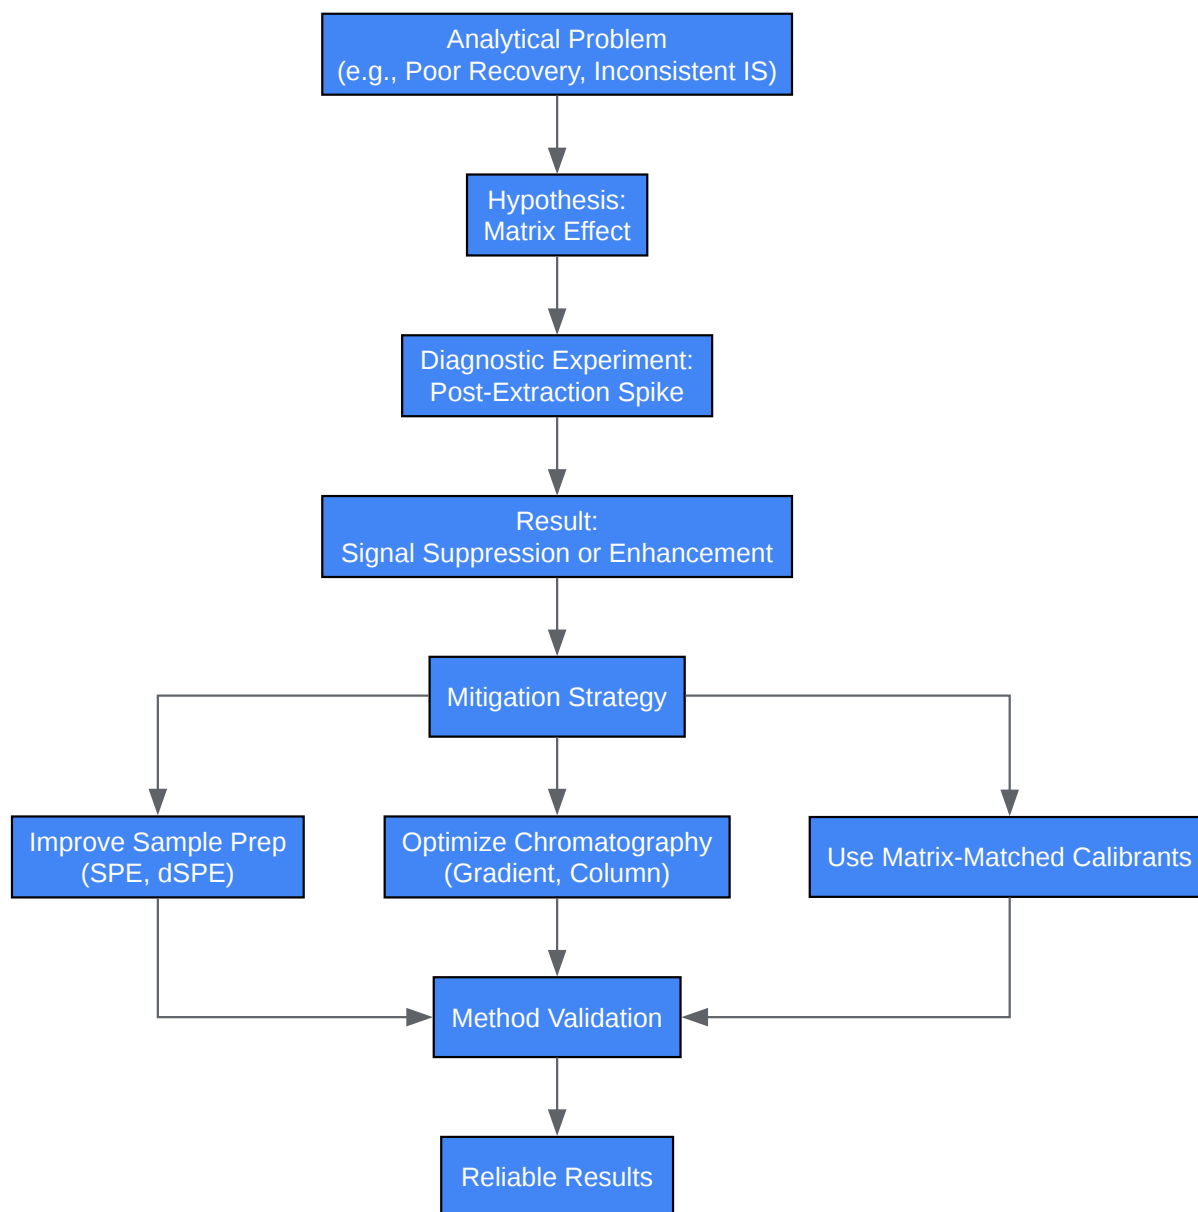 Analytical Problem
(e.g., Poor Recovery, Inconsistent IS)
Hypothesis:
Matrix Effect
Diagnostic Experiment:
Post-Extraction Spike
Result:
Signal Suppression or Enhancement
Mitigation Strategy
Improve Sample Prep
(SPE, dSPE)
Optimize Chromatography
(Gradient, Column)
Use Matrix-Matched Calibrants
Method Validation
Reliable Results